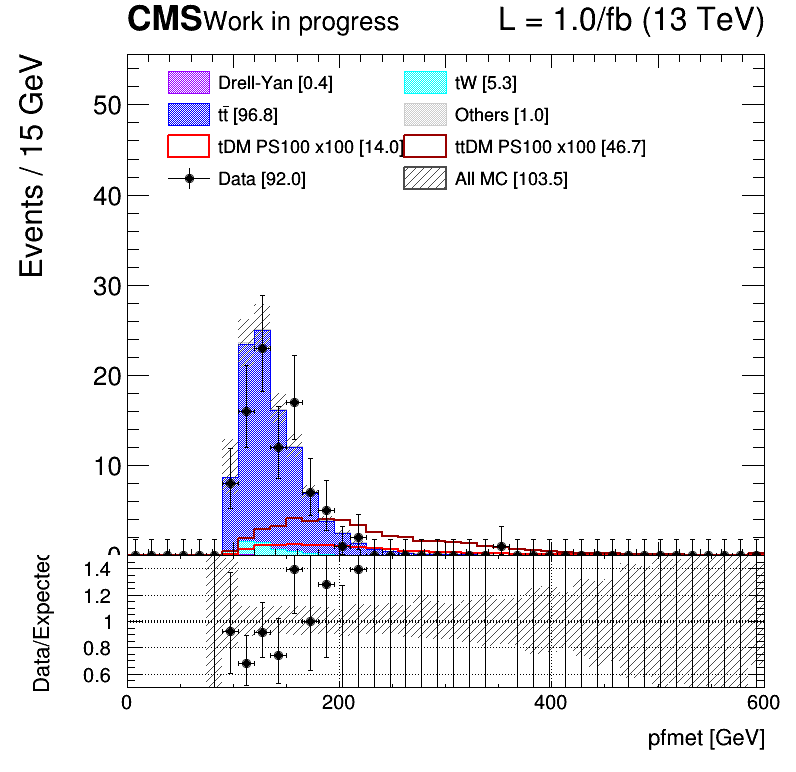 CMS Work in progress L = 1.0/fb (13 TeV)
Events / 15 GeV
Drell-Yan [0.4] tW [5.3]
tt̄ [96.8] Others [1.0]
tDM PS100 x100 [14.0] ttDM PS100 x100 [46.7]
Data [92.0] All MC [103.5]
50
40
30
20
10
0
Data/Expected
1.4
1.2
1
0.8
0.6
0 200 400 600
pfmet [GeV]